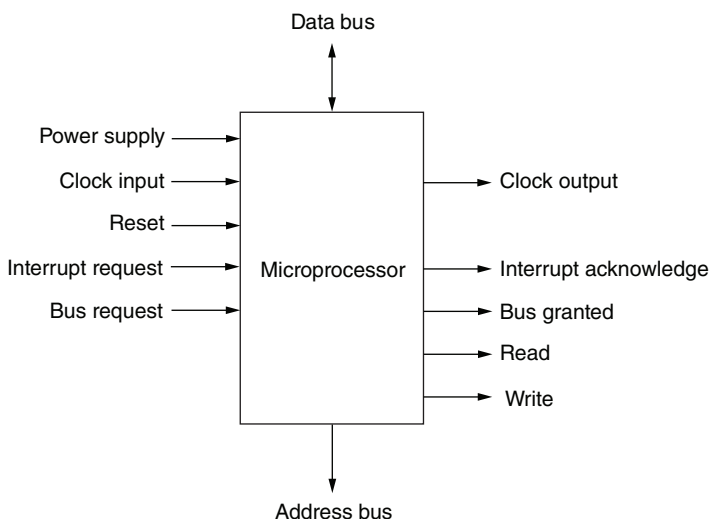 Data bus
Power supply
Clock input
Clock output
Reset
Interrupt request
Microprocessor
Interrupt acknowledge
Bus request
Bus granted
Read
Write
Address bus